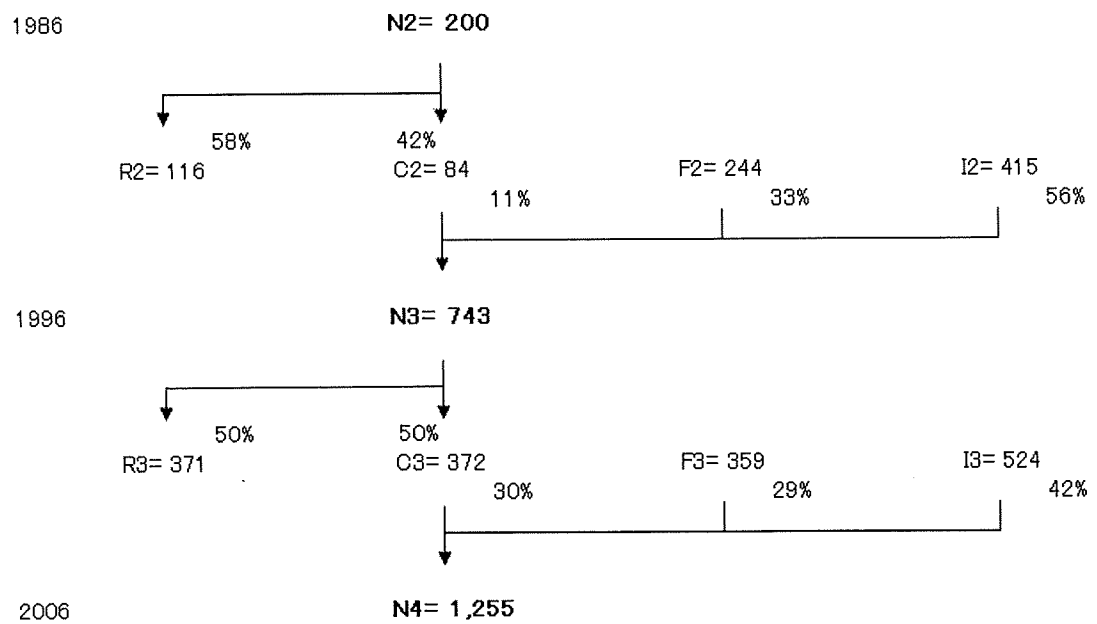 1986 N2= 200
58% 42%
R2= 116 C2= 84 F2= 244 I2= 415
11% 33% 56%
1996 N3= 743
50% 50%
R3= 371 C3= 372 F3= 359 I3= 524
30% 29% 42%
2006 N4= 1,255